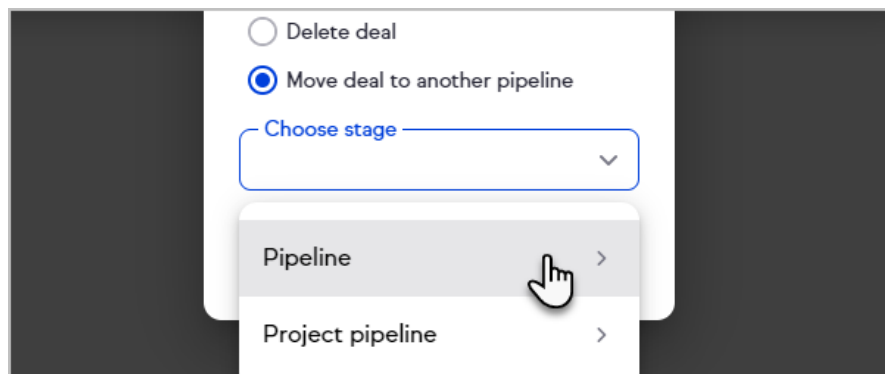 Delete deal
Move deal to another pipeline
Choose stage
Pipeline
Project pipeline